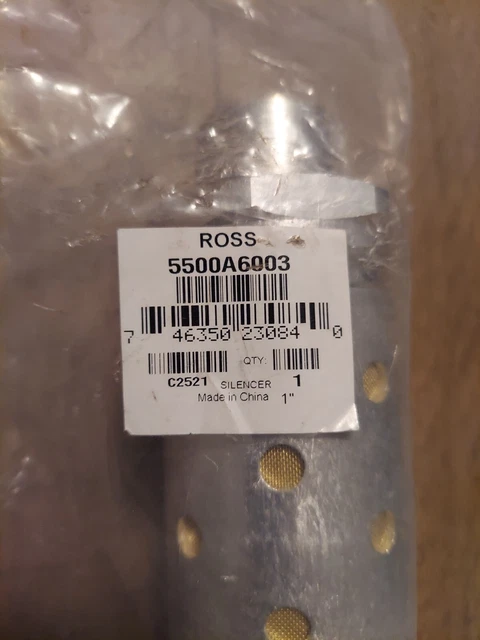 ROSS
5500A6003
7 46350 23084 0
QTY:
C2521 SILENCER 1
Made in China 1"